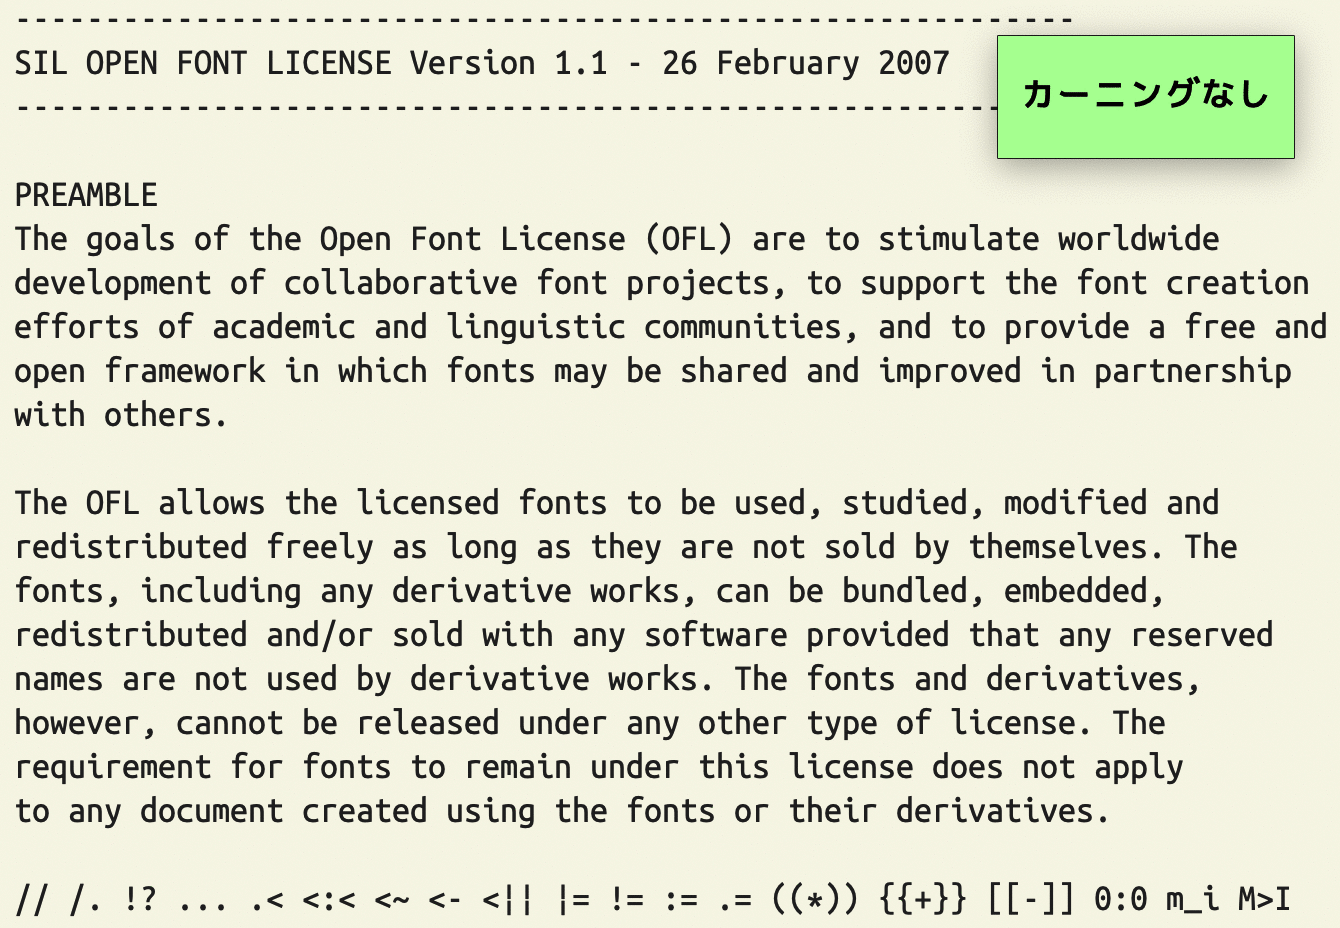 -----------------------------------------------------------
SIL OPEN FONT LICENSE Version 1.1 - 26 February 2007
-------------------------------------------------------
カーニングなし
PREAMBLE
The goals of the Open Font License (OFL) are to stimulate worldwide
development of collaborative font projects, to support the font creation
efforts of academic and linguistic communities, and to provide a free and
open framework in which fonts may be shared and improved in partnership
with others.
The OFL allows the licensed fonts to be used, studied, modified and
redistributed freely as long as they are not sold by themselves. The
fonts, including any derivative works, can be bundled, embedded,
redistributed and/or sold with any software provided that any reserved
names are not used by derivative works. The fonts and derivatives,
however, cannot be released under any other type of license. The
requirement for fonts to remain under this license does not apply
to any document created using the fonts or their derivatives.
// /. !? ... .< <:< <~ <- <|| |= != := .= ((*)) {{+}} [[-]] 0:0 m_i M>I